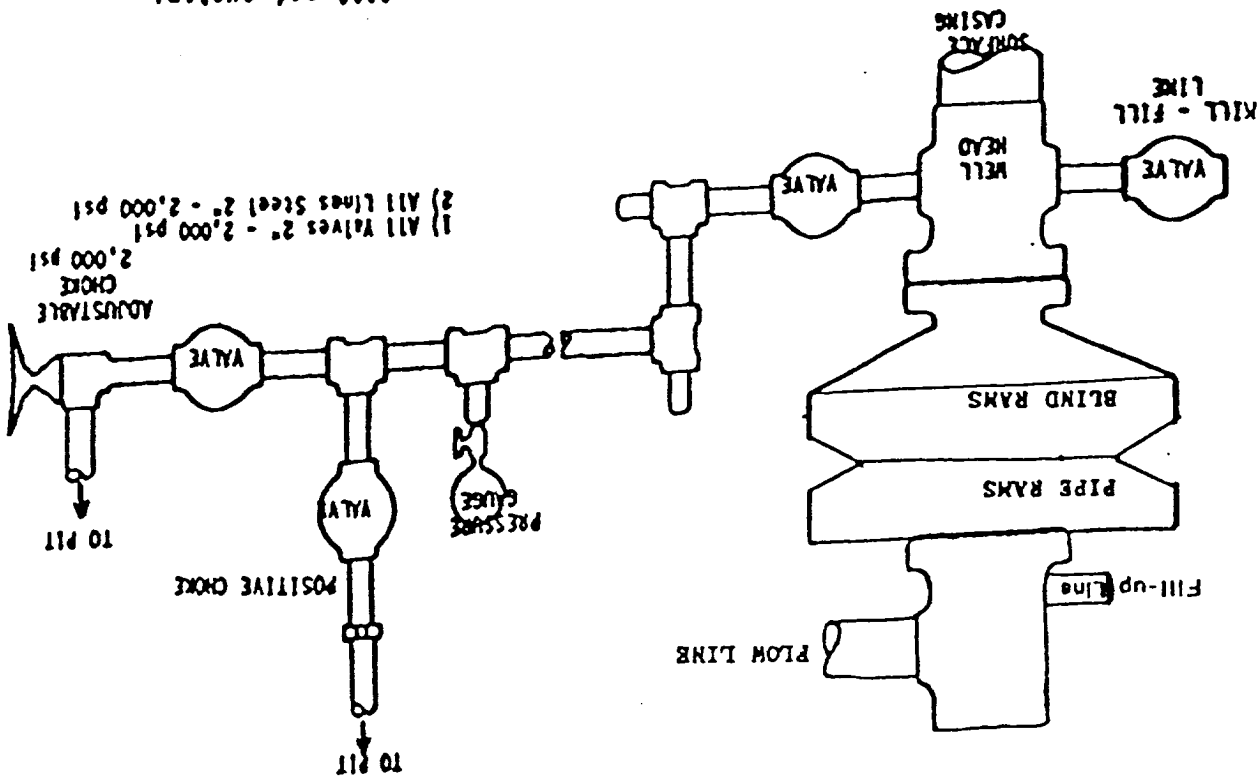 TO PIT
FLOW LINE
POSITIVE CHOKE
Fill-up Line
TO PIT
PIPE RAMS
PRESSURE
GAUGE
VALV
BLIND RAMS
VALVE
ADJUSTABLE
CHOKE
2,000 psi
1) All Valves 2" - 2,000 psi
2) All Lines Steel 2" - 2,000 psi
VALVE
WELL
HEAD
VALVE
KILL - FILL
LINE
SURFACE
CASING